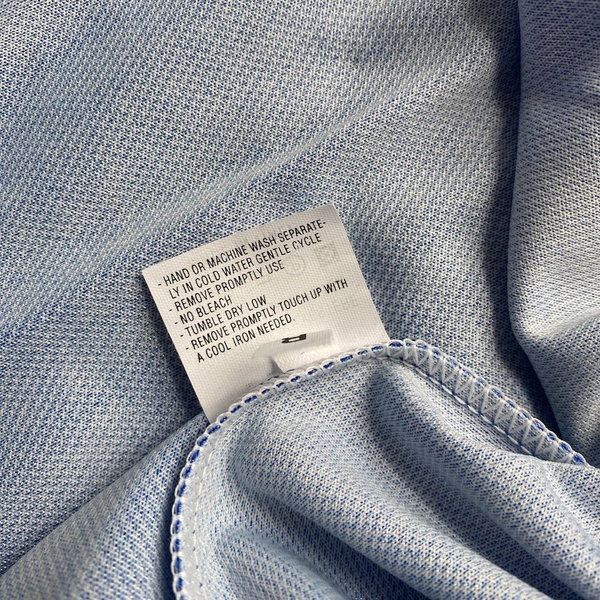 - HAND OR MACHINE WASH SEPARATE-
LY IN COLD WATER GENTLE CYCLE
- REMOVE PROMPTLY USE
- NO BLEACH
- TUMBLE DRY LOW
- REMOVE PROMPTLY TOUCH UP WITH
A COOL IRON NEEDED.